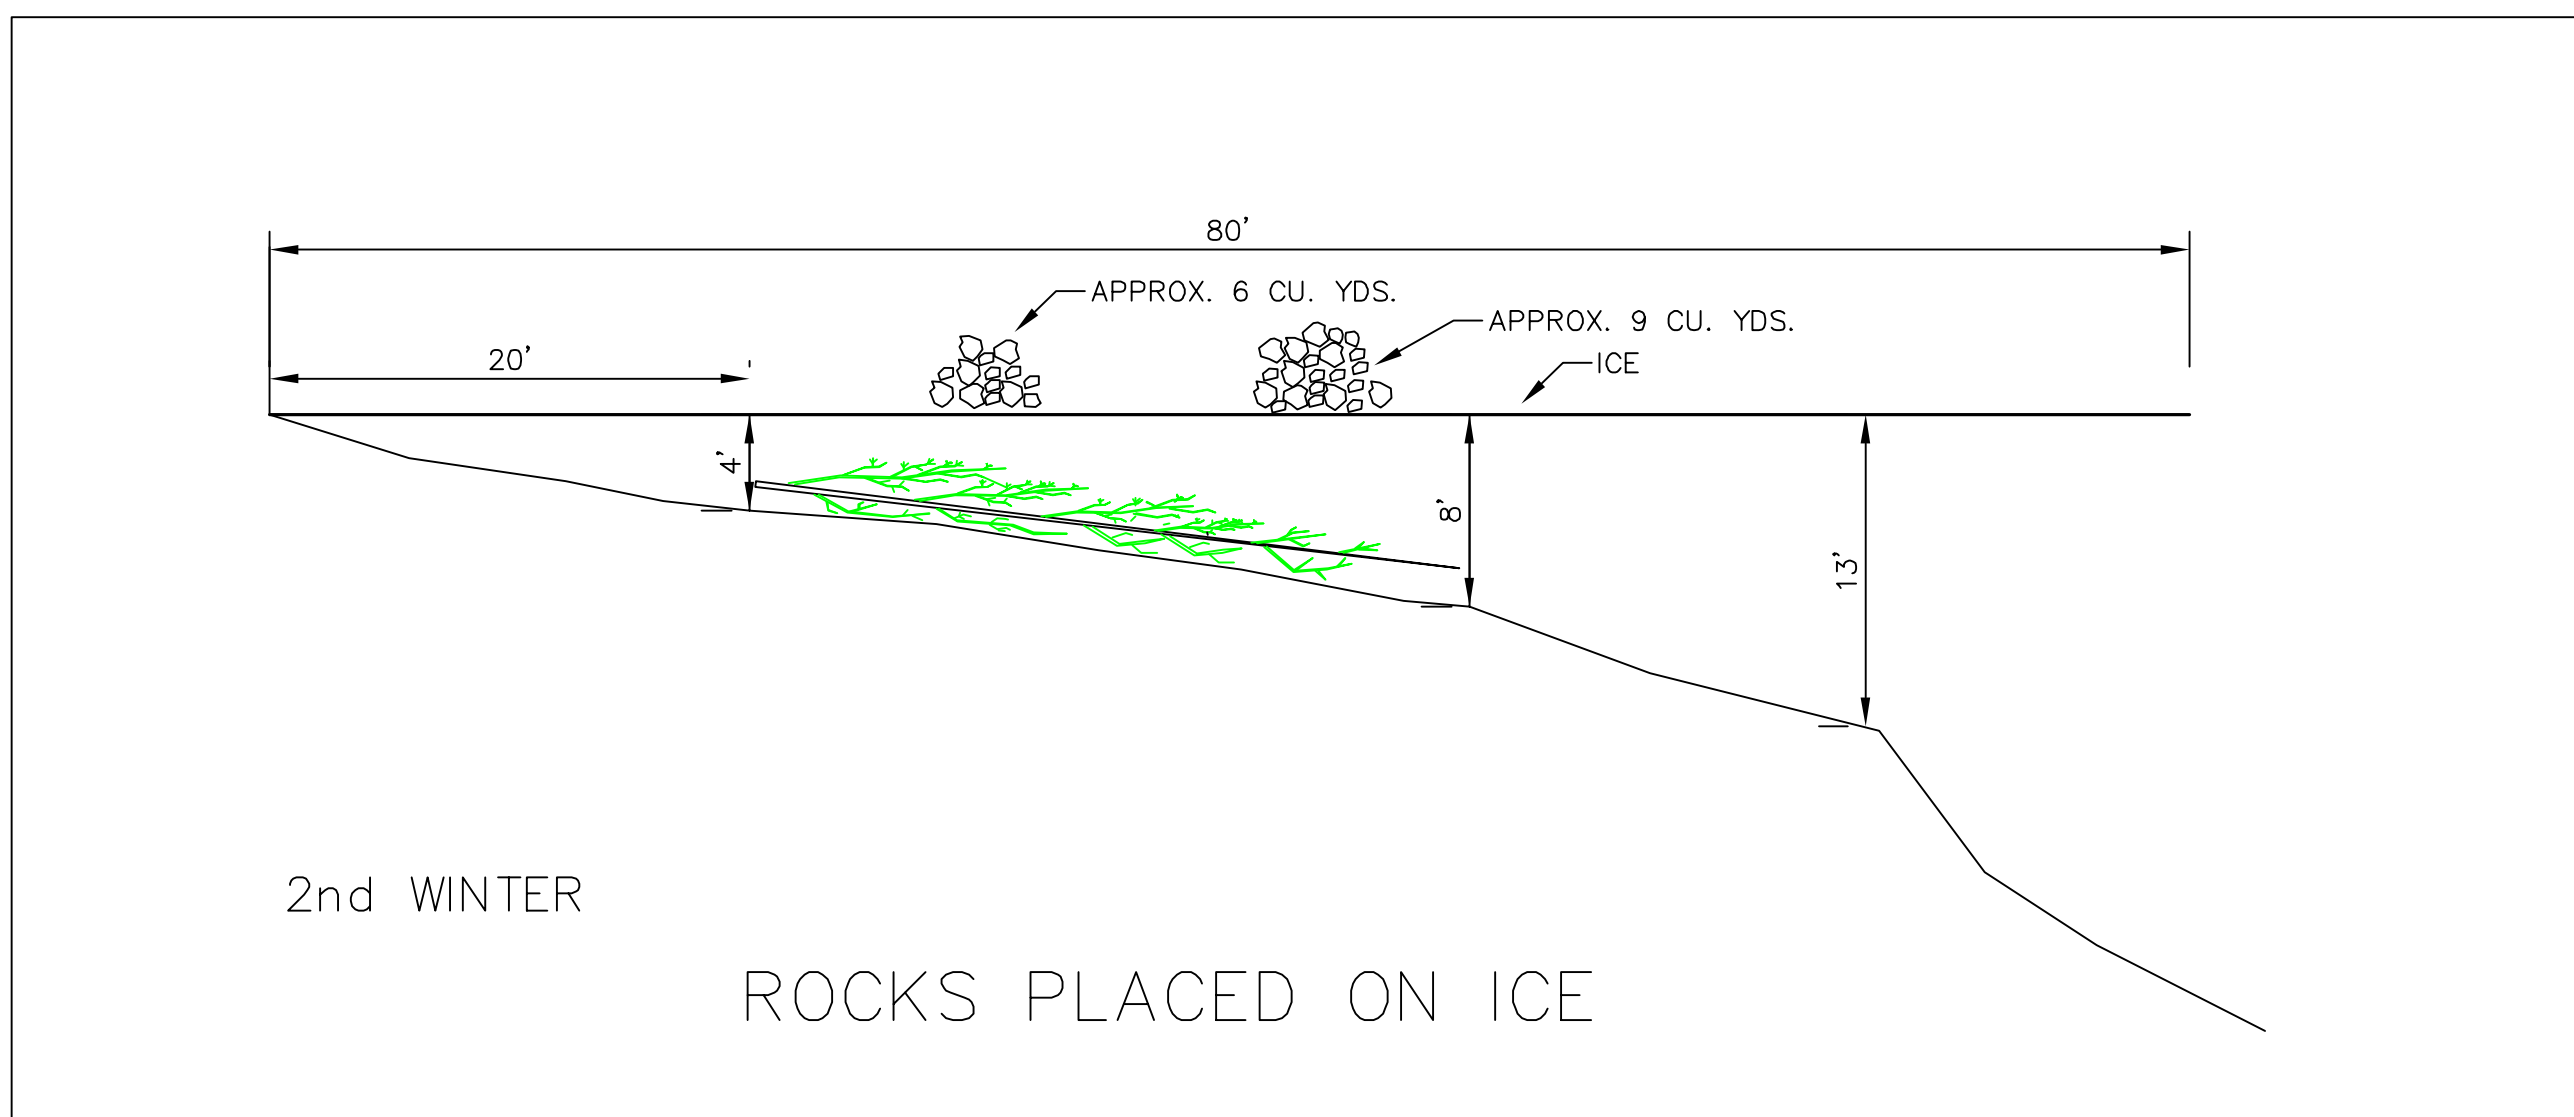 80'
APPROX. 6 CU. YDS.
APPROX. 9 CU. YDS.
ICE
20'
4'
8'
13'
2nd WINTER
ROCKS PLACED ON ICE